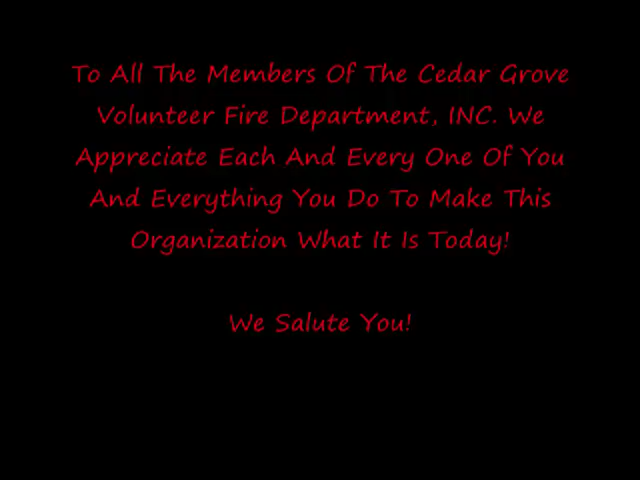 To All The Members Of The Cedar Grove
Volunteer Fire Department, INC. We
Appreciate Each And Every One Of You
And Everything You Do To Make This
Organization What It Is Today!
We Salute You!